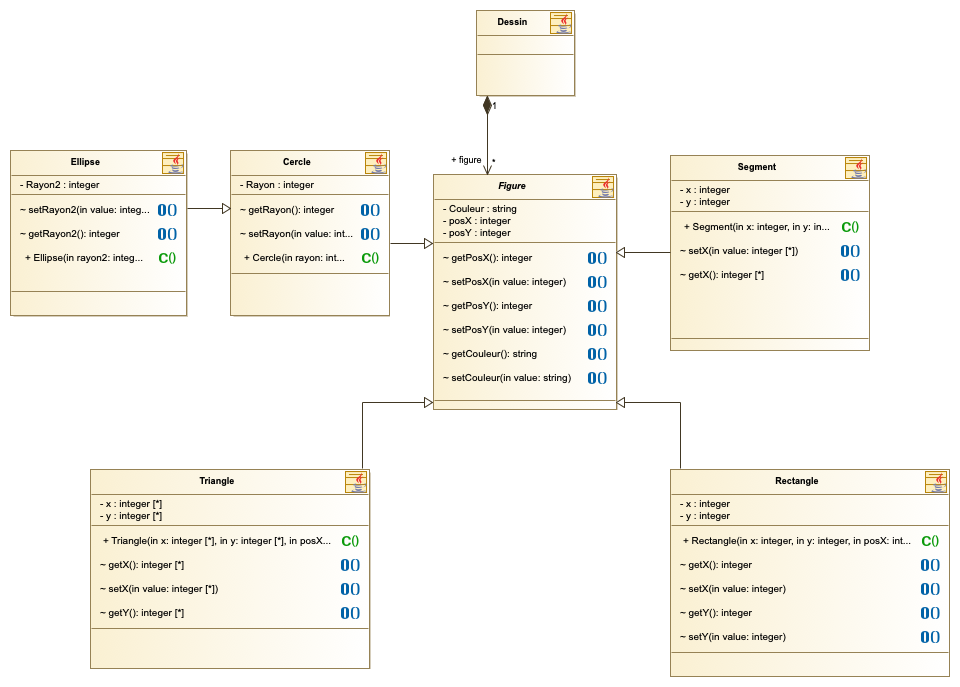 Dessin
1
+ figure
*
Ellipse
- Rayon2 : integer
~ setRayon2(in value: integ...
~ getRayon2(): integer
+ Ellipse(in rayon2: integ...
C()
Cercle
- Rayon : integer
~ getRayon(): integer
~ setRayon(in value: int...
+ Cercle(in rayon: int...
C()
Figure
- Couleur : string
- posX : integer
- posY : integer
~ getPosX(): integer
~ setPosX(in value: integer)
~ getPosY(): integer
~ setPosY(in value: integer)
~ getCouleur(): string
~ setCouleur(in value: string)
Segment
- x : integer
- y : integer
+ Segment(in x: integer, in y: in...
C()
~ setX(in value: integer [*])
~ getX(): integer [*]
Triangle
- x : integer [*]
- y : integer [*]
+ Triangle(in x: integer [*], in y: integer [*], in posX...
C()
~ getX(): integer [*]
~ setX(in value: integer [*])
~ getY(): integer [*]
Rectangle
- x : integer
- y : integer
+ Rectangle(in x: integer, in y: integer, in posX: int...
C()
~ getX(): integer
~ setX(in value: integer)
~ getY(): integer
~ setY(in value: integer)